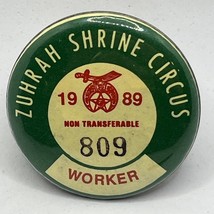 ZUHRAH SHRINE CIRCUS
19 89
NON TRANSFERABLE
809
WORKER